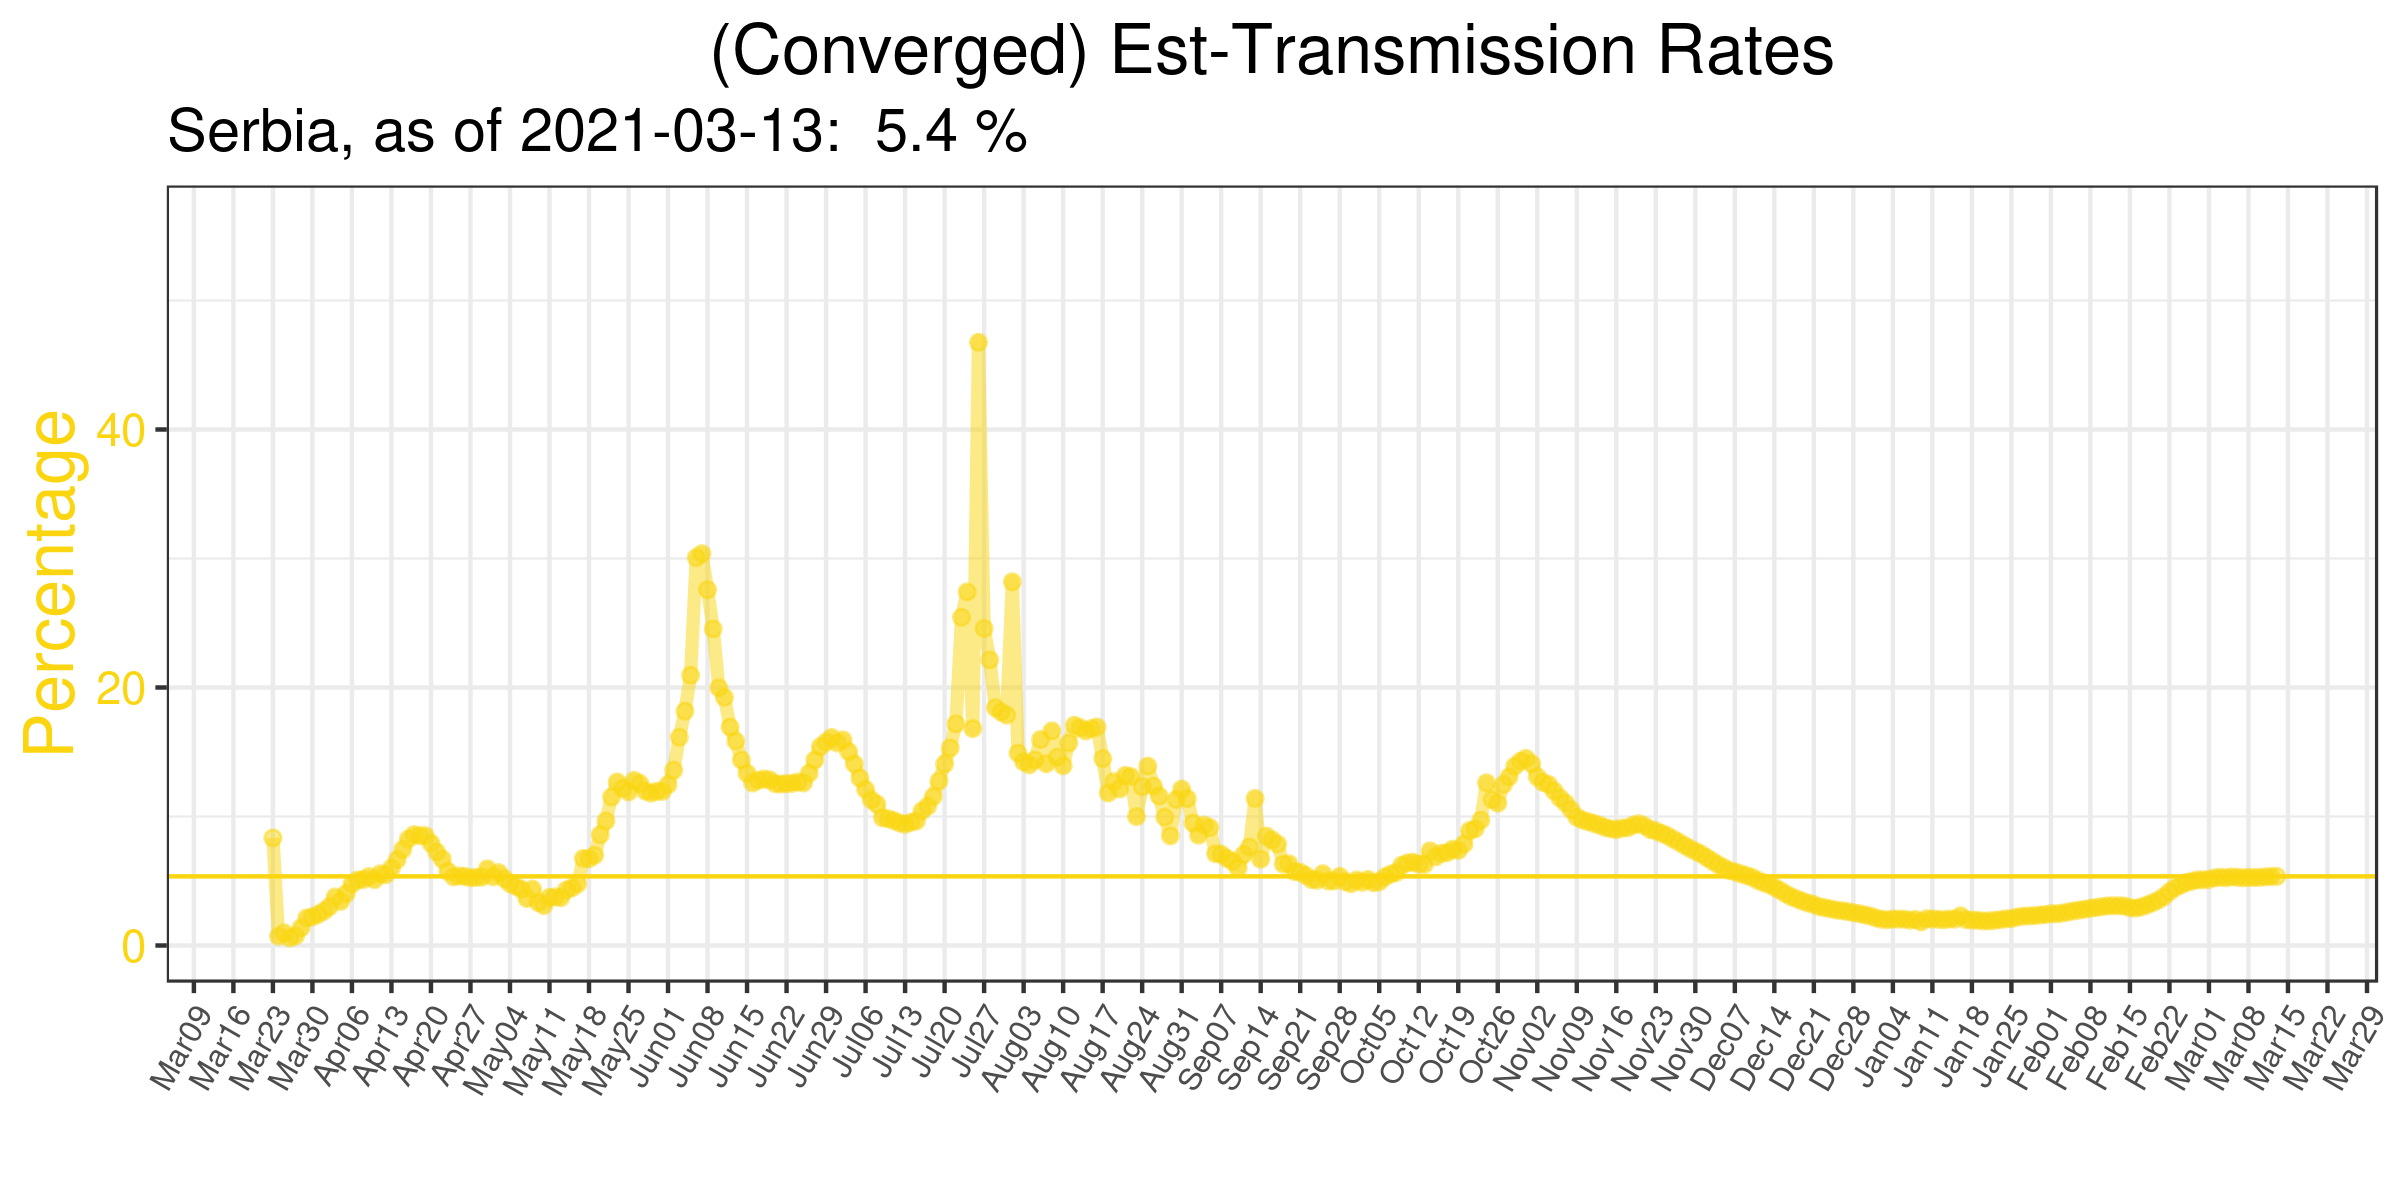 (Converged) Est-Transmission Rates
Serbia, as of 2021-03-13:  5.4 %
Percentage
40
20
0
Mar09
Mar16
Mar23
Mar30
Apr06
Apr13
Apr20
Apr27
May04
May11
May18
May25
Jun01
Jun08
Jun15
Jun22
Jun29
Jul06
Jul13
Jul20
Jul27
Aug03
Aug10
Aug17
Aug24
Aug31
Sep07
Sep14
Sep21
Sep28
Oct05
Oct12
Oct19
Oct26
Nov02
Nov09
Nov16
Nov23
Nov30
Dec07
Dec14
Dec21
Dec28
Jan04
Jan11
Jan18
Jan25
Feb01
Feb08
Feb15
Feb22
Mar01
Mar08
Mar15
Mar22
Mar29